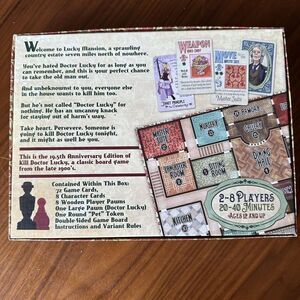 Welcome to Lucky Mansion, a sprawling
country estate seven miles north of nowhere.
You've hated Doctor Lucky for as long as you
can remember, and this is your perfect chance
to take the old man out.
And unbeknownst to you, everyone else
in the house wants to kill him too.
But he's not called "Doctor Lucky" for
nothing. He has an uncanny knack
for staying out of harm's way.
Take heart. Persevere. Someone is
going to kill Doctor Lucky tonight,
and it might as well be you.
This is the 19.5th Anniversary Edition of
Kill Doctor Lucky, a classic board game
from the late 1900's.
Contained Within This Box:
72 Game Cards,
8 Character Cards
8 Wooden Player Pawns
One Large Pawn (Doctor Lucky)
One Round "Pet" Token
Double-Sided Game Board
Instructions and Variant Rules
WEAPON
MOVE
PARLOR
NURSERY
DINING
KITCHEN
2-8 PLAYERS
20-40 MINUTES
AGES 12 AND UP